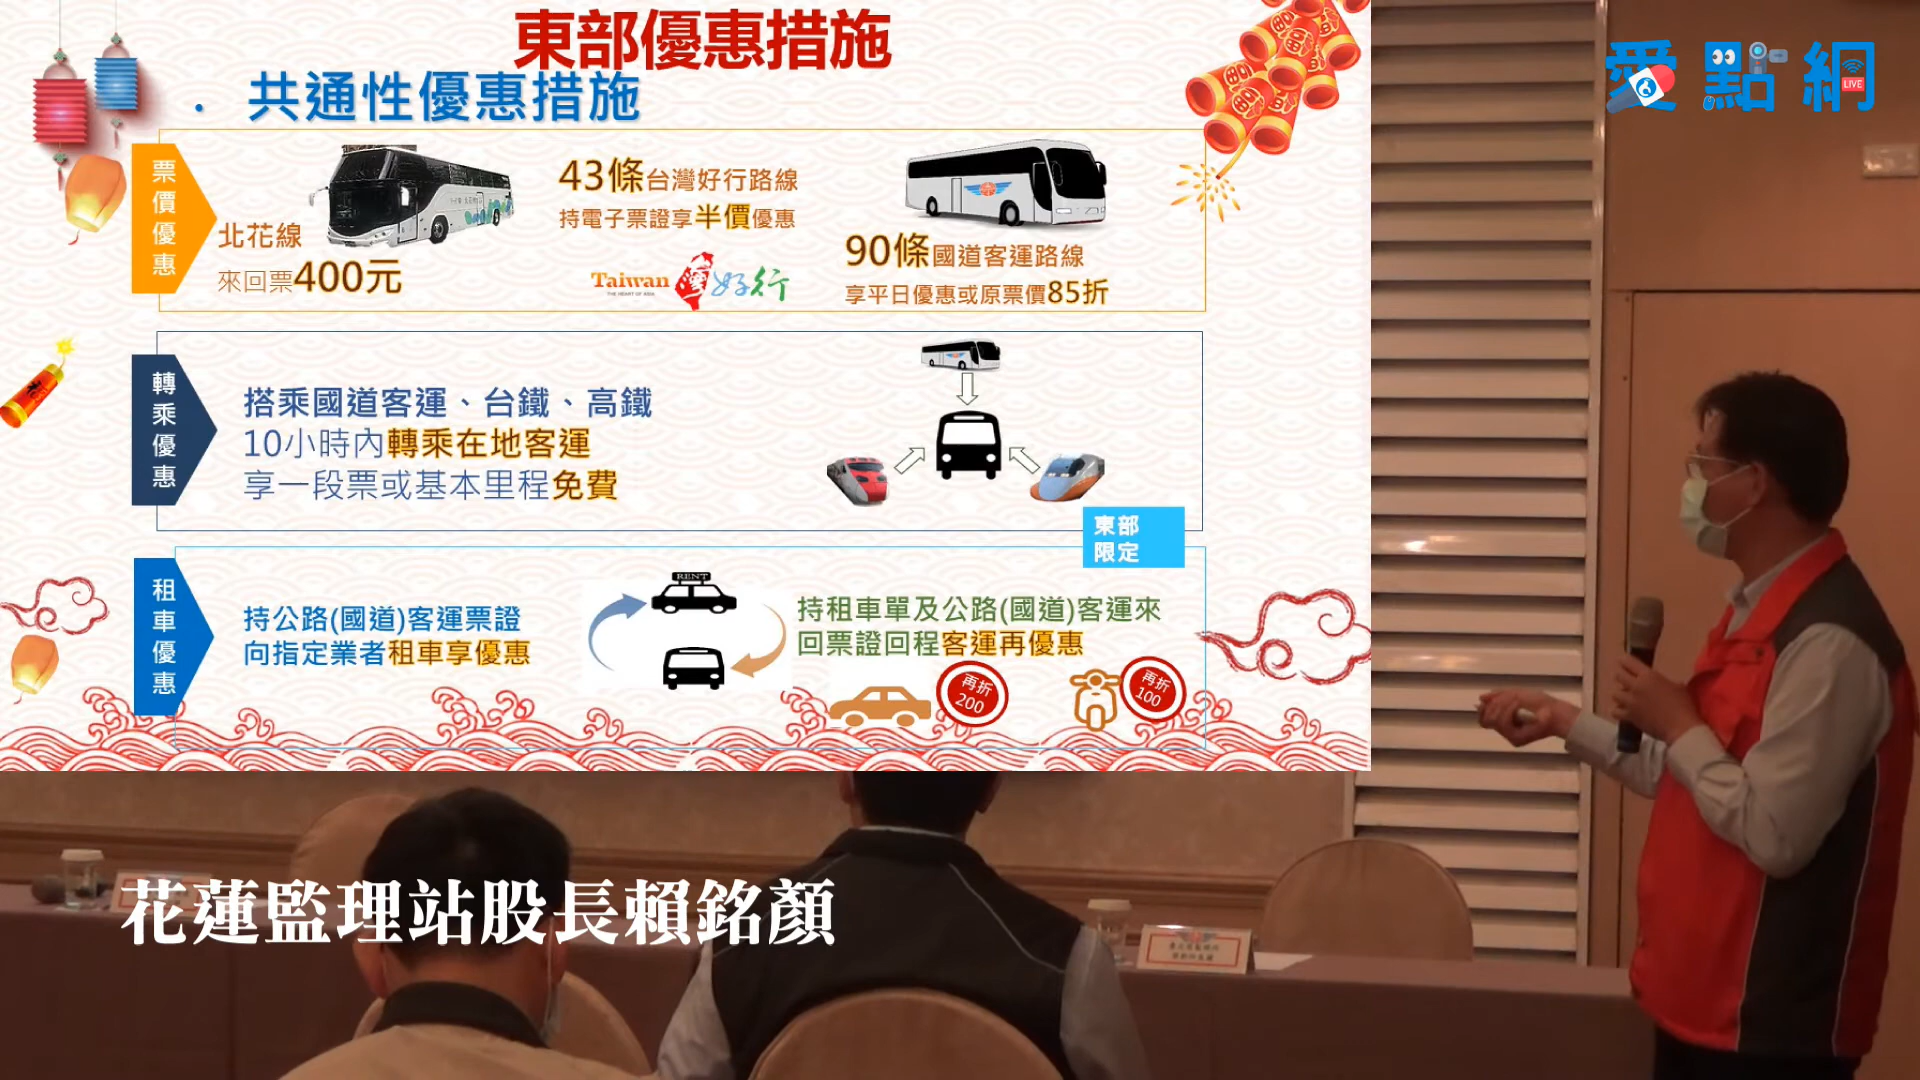 東部優惠措施
• 共通性優惠措施
愛點網
LIVE
票價優惠
北花線
來回票400元
43條台灣好行路線
持電子票證享半價優惠
Taiwan
THE HEART OF ASIA
灣好行
90條國道客運路線
享平日優惠或原票價85折
轉乘優惠
搭乘國道客運、台鐵、高鐵
10小時內轉乘在地客運
享一段票或基本里程免費
東部
限定
租車優惠
持公路(國道)客運票證
向指定業者租車享優惠
RENT
持租車單及公路(國道)客運來
回票證回程客運再優惠
再折
200
再折
100
花蓮監理站股長賴銘顏